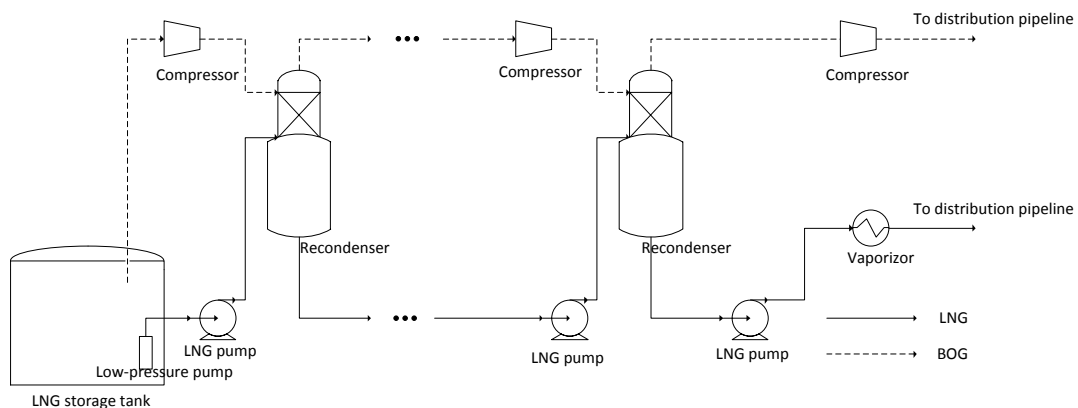 To distribution pipeline
Compressor
Compressor
Compressor
To distribution pipeline
Recondenser
Recondenser
Vaporizor
LNG
LNG pump
LNG pump
LNG pump
BOG
Low-pressure pump
LNG storage tank